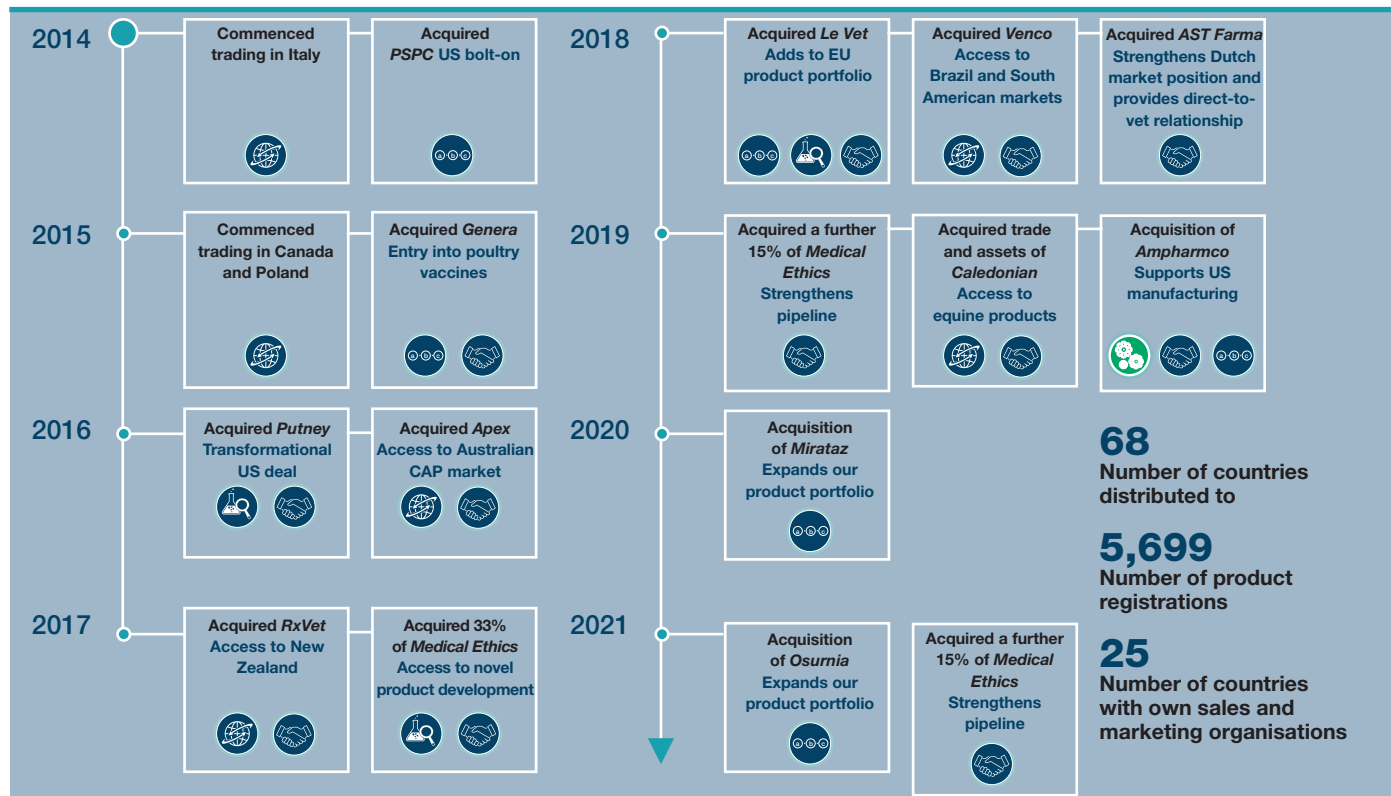 2014
Commenced
trading in Italy
Acquired
PSPC US bolt-on
2015
Commenced
trading in Canada
and Poland
Acquired Genera
Entry into poultry
vaccines
2016
Acquired Putney
Transformational
US deal
Acquired Apex
Access to Australian
CAP market
2017
Acquired RxVet
Access to New
Zealand
Acquired 33%
of Medical Ethics
Access to novel
product development
2018
Acquired Le Vet
Adds to EU
product portfolio
Acquired Venco
Access to
Brazil and South
American markets
Acquired AST Farma
Strengthens Dutch
market position and
provides direct-to-
vet relationship
2019
Acquired a further
15% of Medical
Ethics
Strengthens
pipeline
Acquired trade
and assets of
Caledonian
Access to
equine products
Acquisition of
Ampharmco
Supports US
manufacturing
2020
Acquisition
of Mirataz
Expands our
product portfolio
2021
Acquisition
of Osurnia
Expands our
product portfolio
Acquired a further
15% of Medical
Ethics
Strengthens
pipeline
68
Number of countries
distributed to
5,699
Number of product
registrations
25
Number of countries
with own sales and
marketing organisations
a b c
a b c
a b c
a b c
a b c
a b c